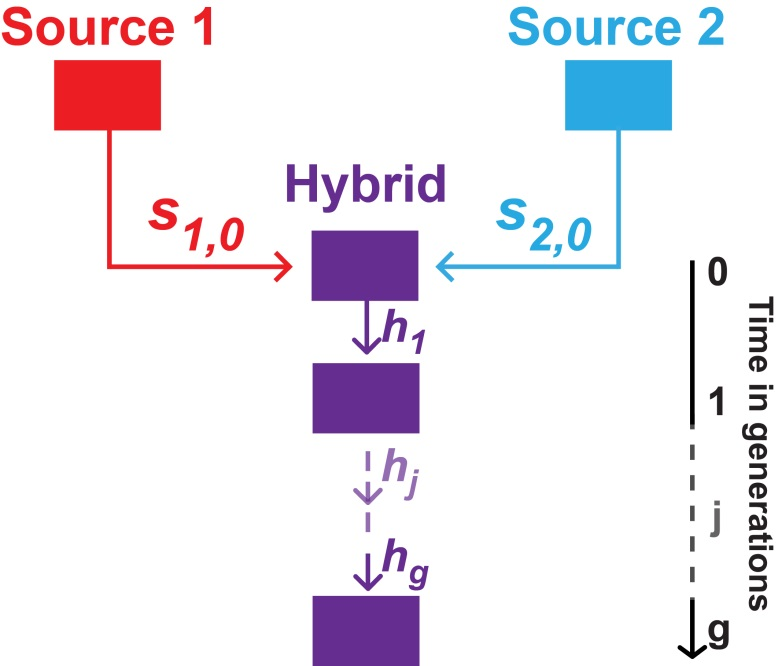 Source 1
Source 2
Hybrid
s1,0
s2,0
h1
hj
hg
0
1
j
g
Time in generations